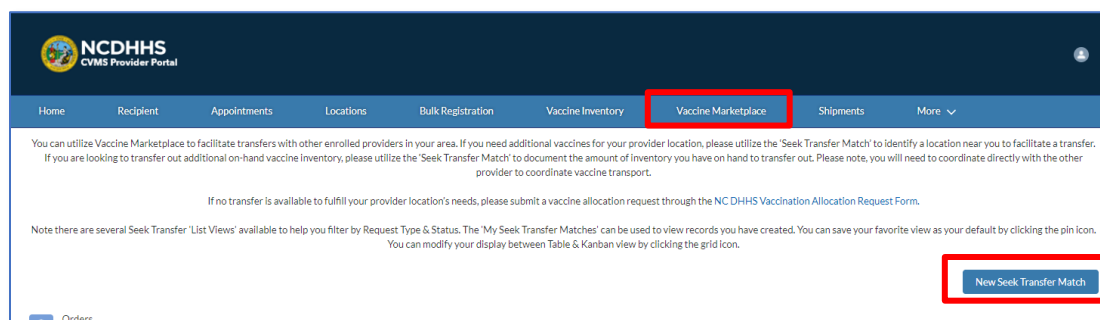 NCDHHS
CVMS Provider Portal
Home Recipient Appointments Locations Bulk Registration Vaccine Inventory Vaccine Marketplace Shipments More
You can utilize Vaccine Marketplace to facilitate transfers with other enrolled providers in your area. If you need additional vaccines for your provider location, please utilize the 'Seek Transfer Match' to identify a location near you to facilitate a transfer.
If you are looking to transfer out additional on-hand vaccine inventory, please utilize the 'Seek Transfer Match' to document the amount of inventory you have on hand to transfer out. Please note, you will need to coordinate directly with the other
provider to coordinate vaccine transport.
If no transfer is available to fulfill your provider location's needs, please submit a vaccine allocation request through the NC DHHS Vaccination Allocation Request Form.
Note there are several Seek Transfer 'List Views' available to help you filter by Request Type & Status. The 'My Seek Transfer Matches' can be used to view records you have created. You can save your favorite view as your default by clicking the pin icon.
You can modify your display between Table & Kanban view by clicking the grid icon.
New Seek Transfer Match
Orders